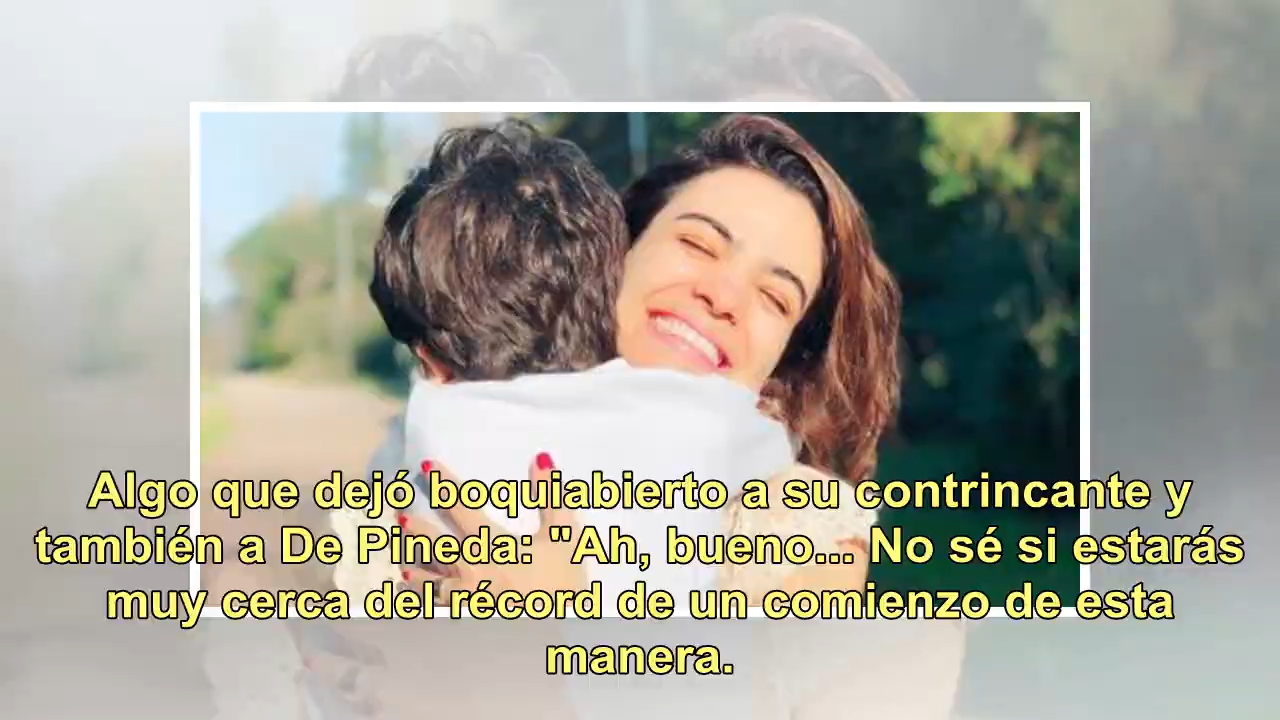 Algo que dejó boquiabierto a su contrincante y
también a De Pineda: "Ah, bueno... No sé si estarás
muy cerca del récord de un comienzo de esta
manera.